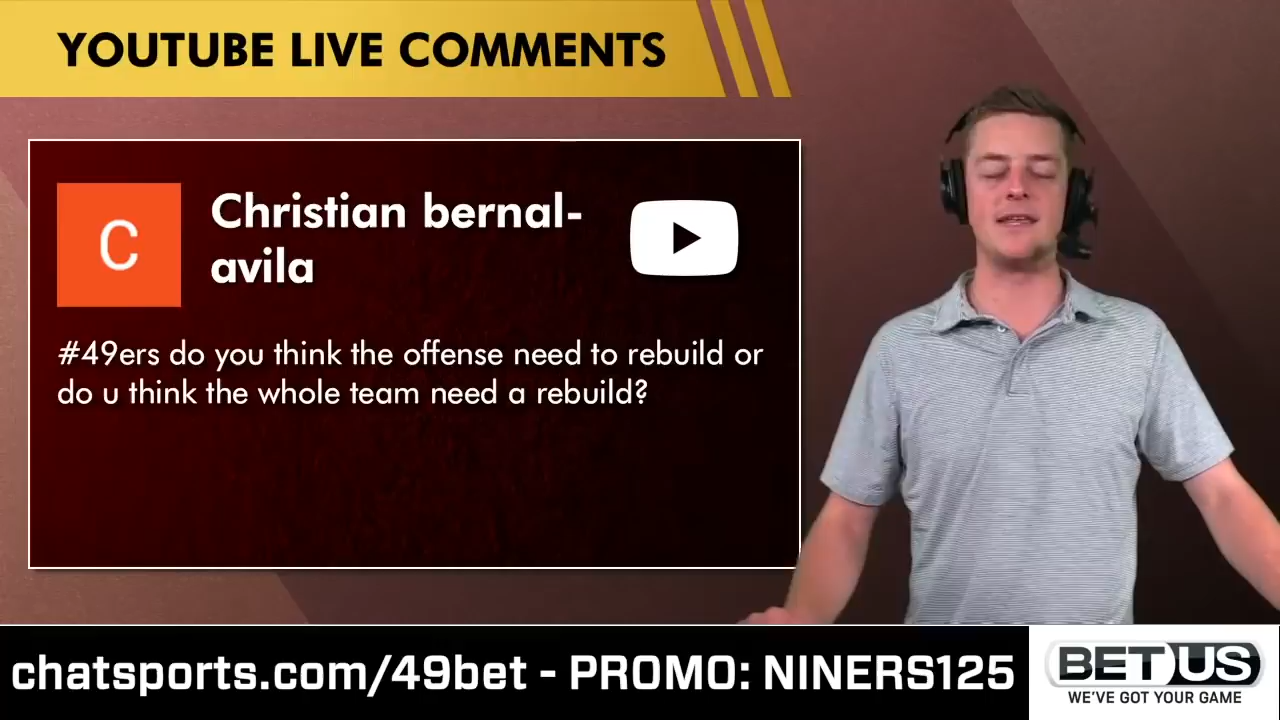 YOUTUBE LIVE COMMENTS
C
Christian bernal-
avila
#49ers do you think the offense need to rebuild or
do u think the whole team need a rebuild?
chatsports.com/49bet - PROMO: NINERS125
BETUS
WE'VE GOT YOUR GAME